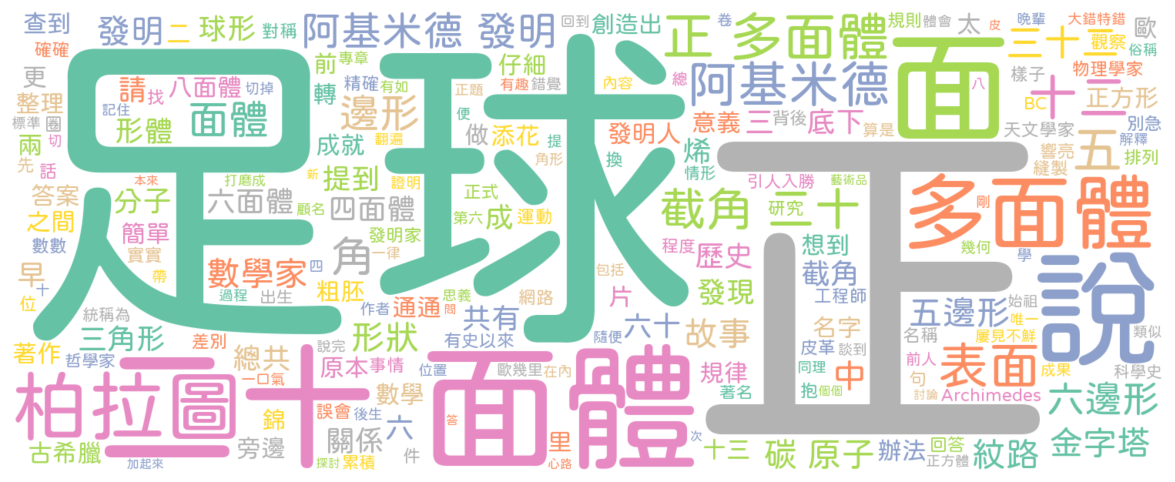 足球
正
面體
柏拉圖
十
說
多面體
面
阿基米德 發明
正 多面體
阿基米德
截角
二十
表面
三十二
十二
五
查到
發明
二
球形
對稱
回到
卷
創造出
規則
體會
太
皮
晚輩
歐
大錯特錯
觀察
俗稱
確確
更
請
找
八面體
切掉
前
專章
轉
精確
有如
仔細
有趣
錯覺
內容
總
樣子
物理學家
八
BC
正方形
整理
記住
標準
圈
切
形體
面體
邊形
正題
便
做
添花
發明人
意義
三
背後
底下
算是
天文學家
別急
解釋
響亮
排列
縫製
兩
先
話
成就
翻遍
提
角形
換
烯
情形
引人入勝
藝術品
答案
之間
數數
本來
分子
簡單
實實
打磨成
六面體
顧名
提到
四面體
證明
正式
第六
成
運動
研究
剛
幾何
學
早
十
位
帶
數學家
四
角
發明家
一律
包括
程度
歷史
想到
截角
工程師
統稱為
過程
出生
粗胚
作者
通通
閱
思義
網路
片
發現
五邊形
始祖
唯一
屢見不鮮
三角形
差別
形狀
有史以來
共有
隨便
六十
故事
名字
皮革
談到
名稱
類似
著作
哲學家
總共
說完
原本
事情
位置
歐幾里
在內
規律
同理
抱
個個
中
前人
句
成果
科學史
一口氣
錦
誤會
後生
數學
著名
討論
Archimedes
六邊形
古希臘
旁邊
關係
六
件
答
里
心路
次
十三
碳
原子
辦法
回答
正方體
紋路
金字塔
加起來
探討
累積